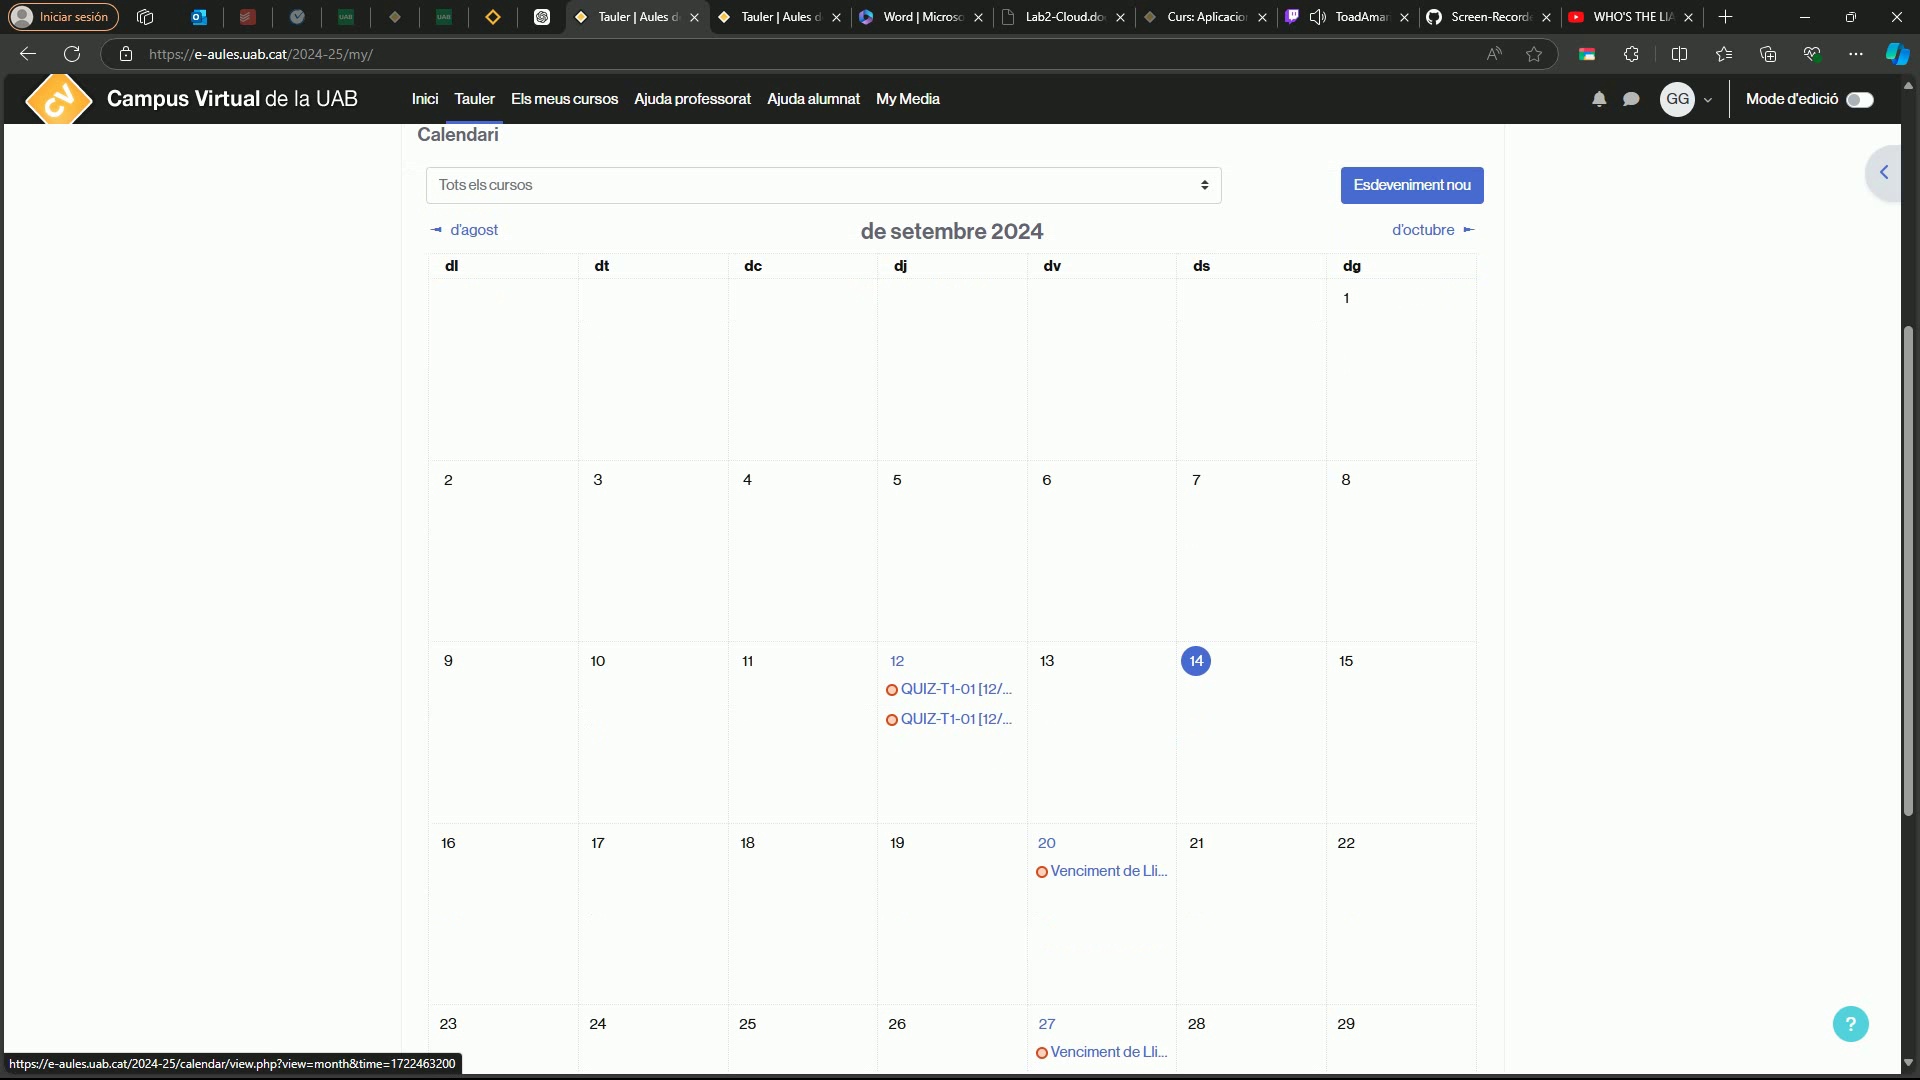 Iniciar sesión
Tauler | Aules d
Tauler | Aules d
Word | Microso
Lab2-Cloud.do
Curs: Aplicacio
ToadAmar
Screen-Recorde
WHO'S THE LIA
https://e-aules.uab.cat/2024-25/my/
CV
Campus Virtual de la UAB
Inici
Tauler
Els meus cursos
Ajuda professorat
Ajuda alumnat
My Media
GG
Mode d'edició
Calendari
Tots els cursos
Esdeveniment nou
d'agost
de setembre 2024
d'octubre
dl dt dc dj dv ds dg
1
2 3 4 5 6 7 8
9 10 11 12 13 14 15
QUIZ-T1-01 [12/...
QUIZ-T1-01 [12/...
16 17 18 19 20 21 22
Venciment de Lli...
23 24 25 26 27 28 29
Venciment de Lli...
?
https://e-aules.uab.cat/2024-25/calendar/view.php?view=month&time=1722463200